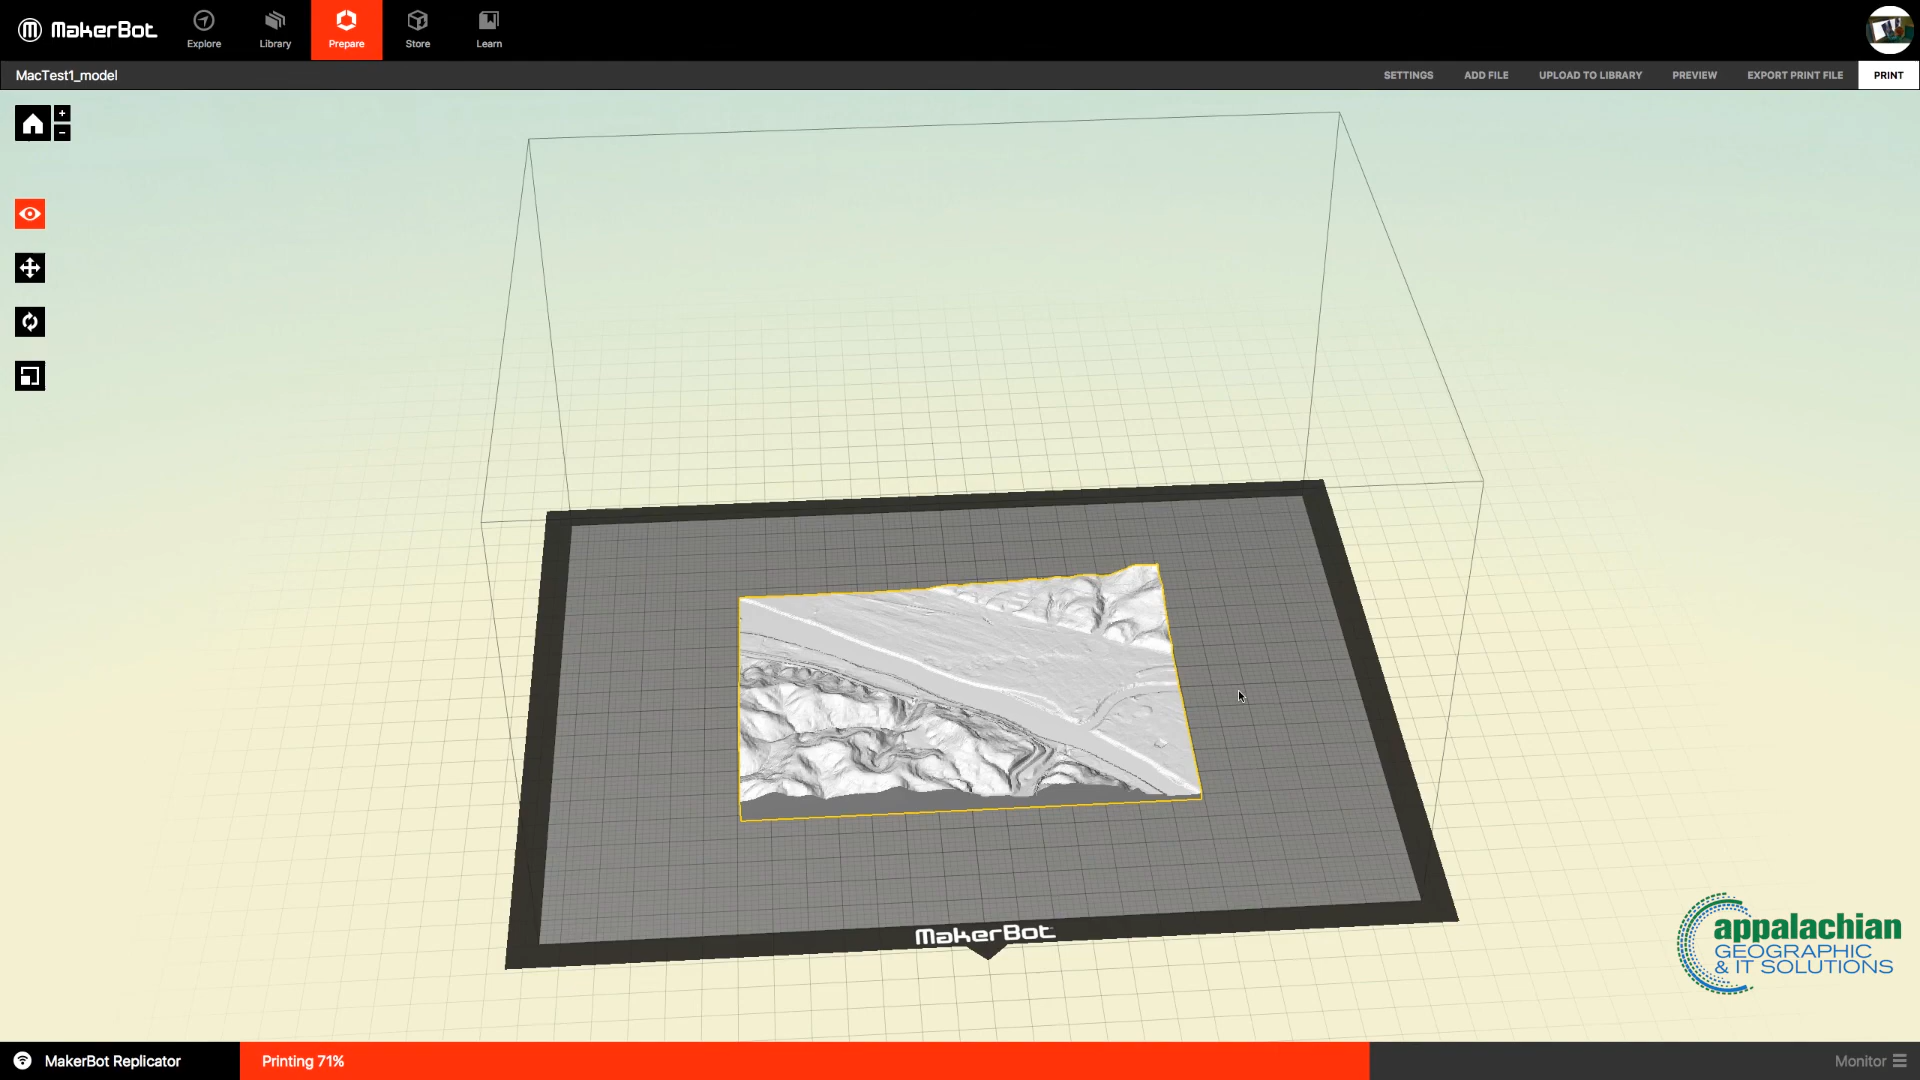 MakerBot
Explore
Library
Prepare
Store
Learn
MacTest1_model
SETTINGS
ADD FILE
UPLOAD TO LIBRARY
PREVIEW
EXPORT PRINT FILE
PRINT
+
-
MakerBot
appalachian
GEOGRAPHIC
& IT SOLUTIONS
MakerBot Replicator
Printing 71%
Monitor